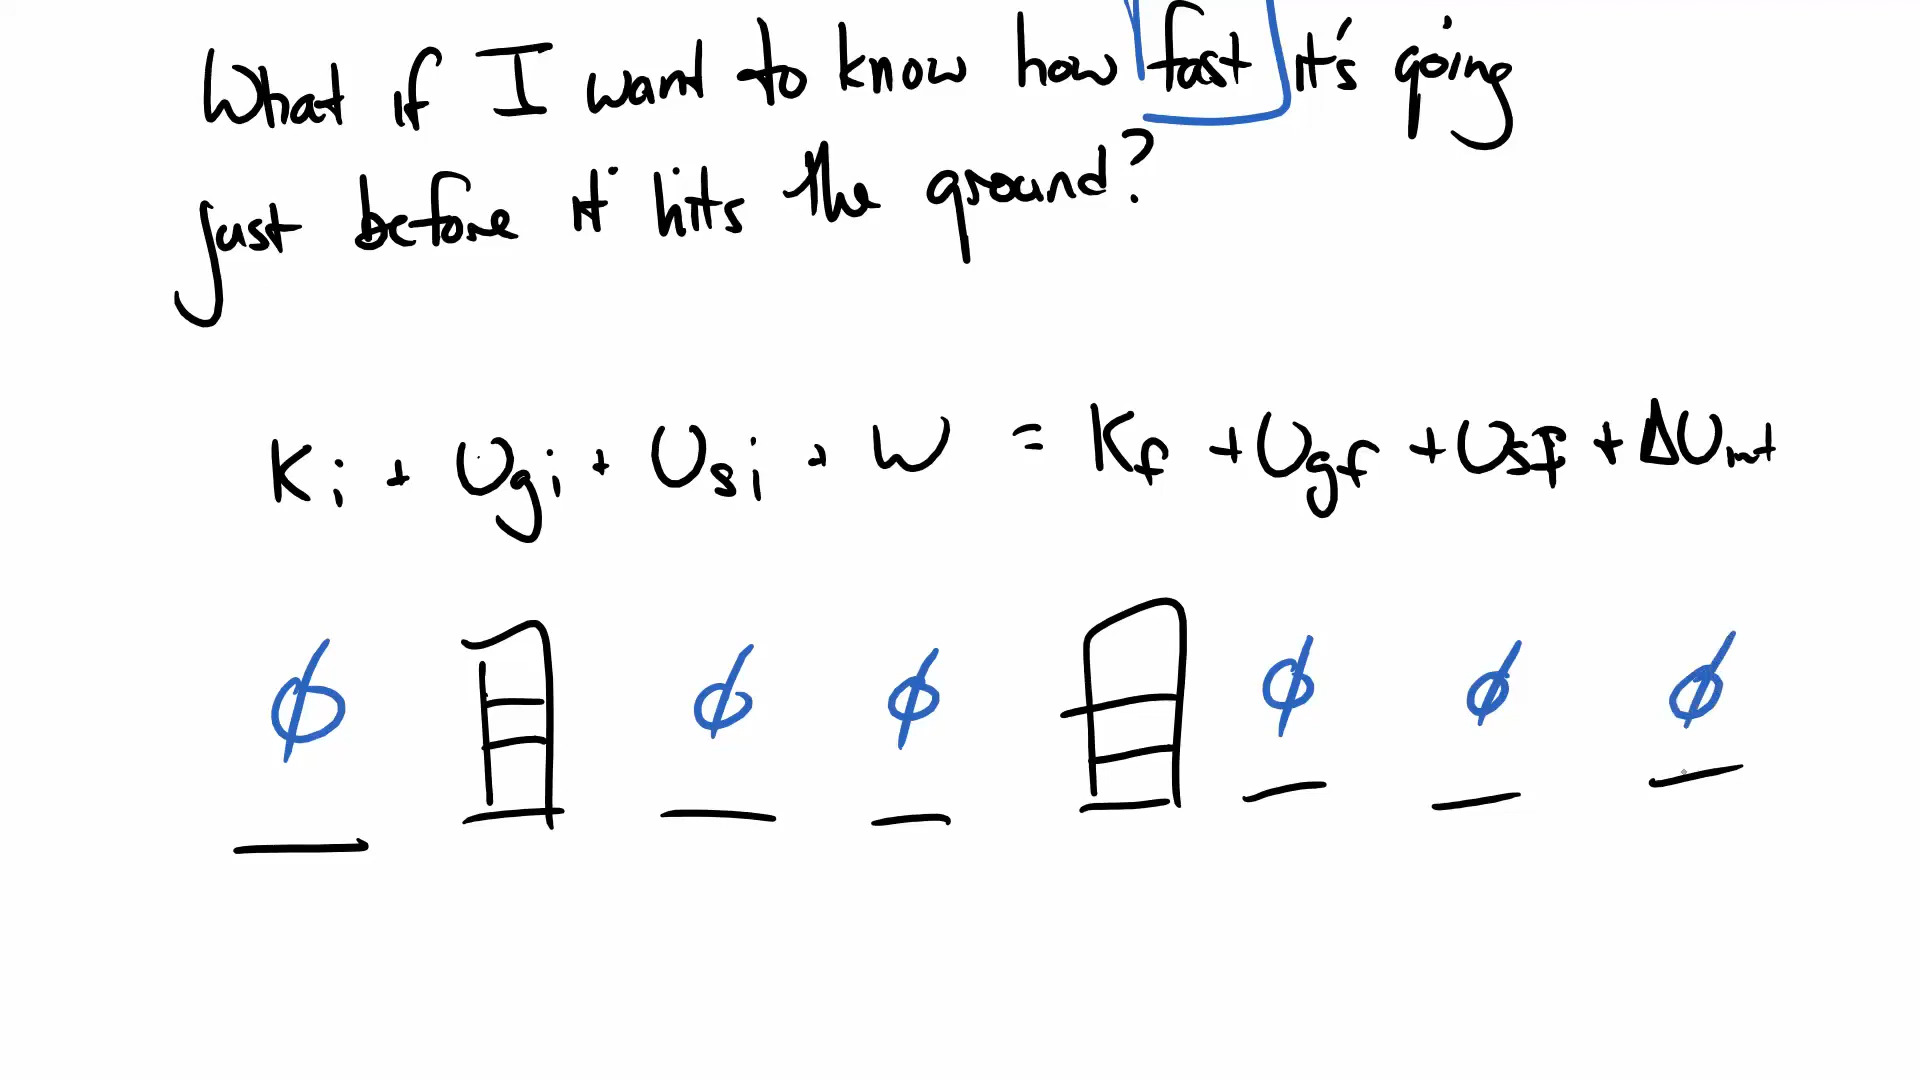 What if I want to know how fast it's going
just before it hits the ground?
Ki + Ugi + Usi + W = Kf + Ugf + Usf + ΔUint
ϕ ϕ ϕ ϕ ϕ ϕ